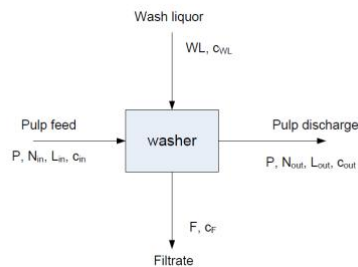 Wash liquor
WL, cWL
Pulp feed
washer
Pulp discharge
P, Nin, Lin, cin
P, Nout, Lout, cout
F, cF
Filtrate